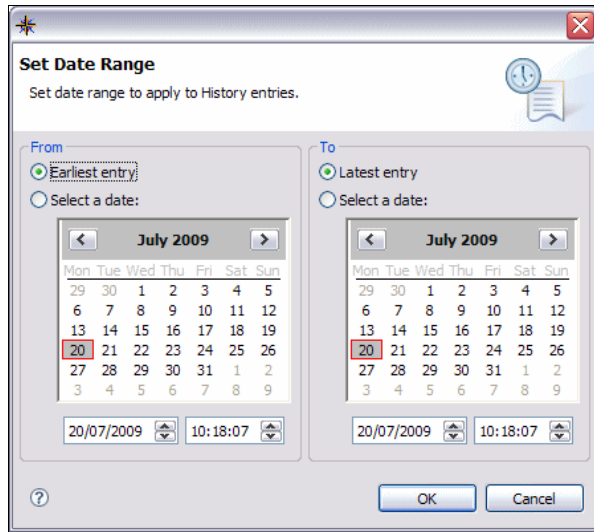 Set Date Range
Set date range to apply to History entries.
From
Earliest entry
Select a date:
July 2009
Mon Tue Wed Thu Fri Sat Sun
29 30 1 2 3 4 5
6 7 8 9 10 11 12
13 14 15 16 17 18 19
20 21 22 23 24 25 26
27 28 29 30 31 1 2
3 4 5 6 7 8 9
20/07/2009 10:18:07
To
Latest entry
Select a date:
July 2009
Mon Tue Wed Thu Fri Sat Sun
29 30 1 2 3 4 5
6 7 8 9 10 11 12
13 14 15 16 17 18 19
20 21 22 23 24 25 26
27 28 29 30 31 1 2
3 4 5 6 7 8 9
20/07/2009 10:18:07
?
OK Cancel